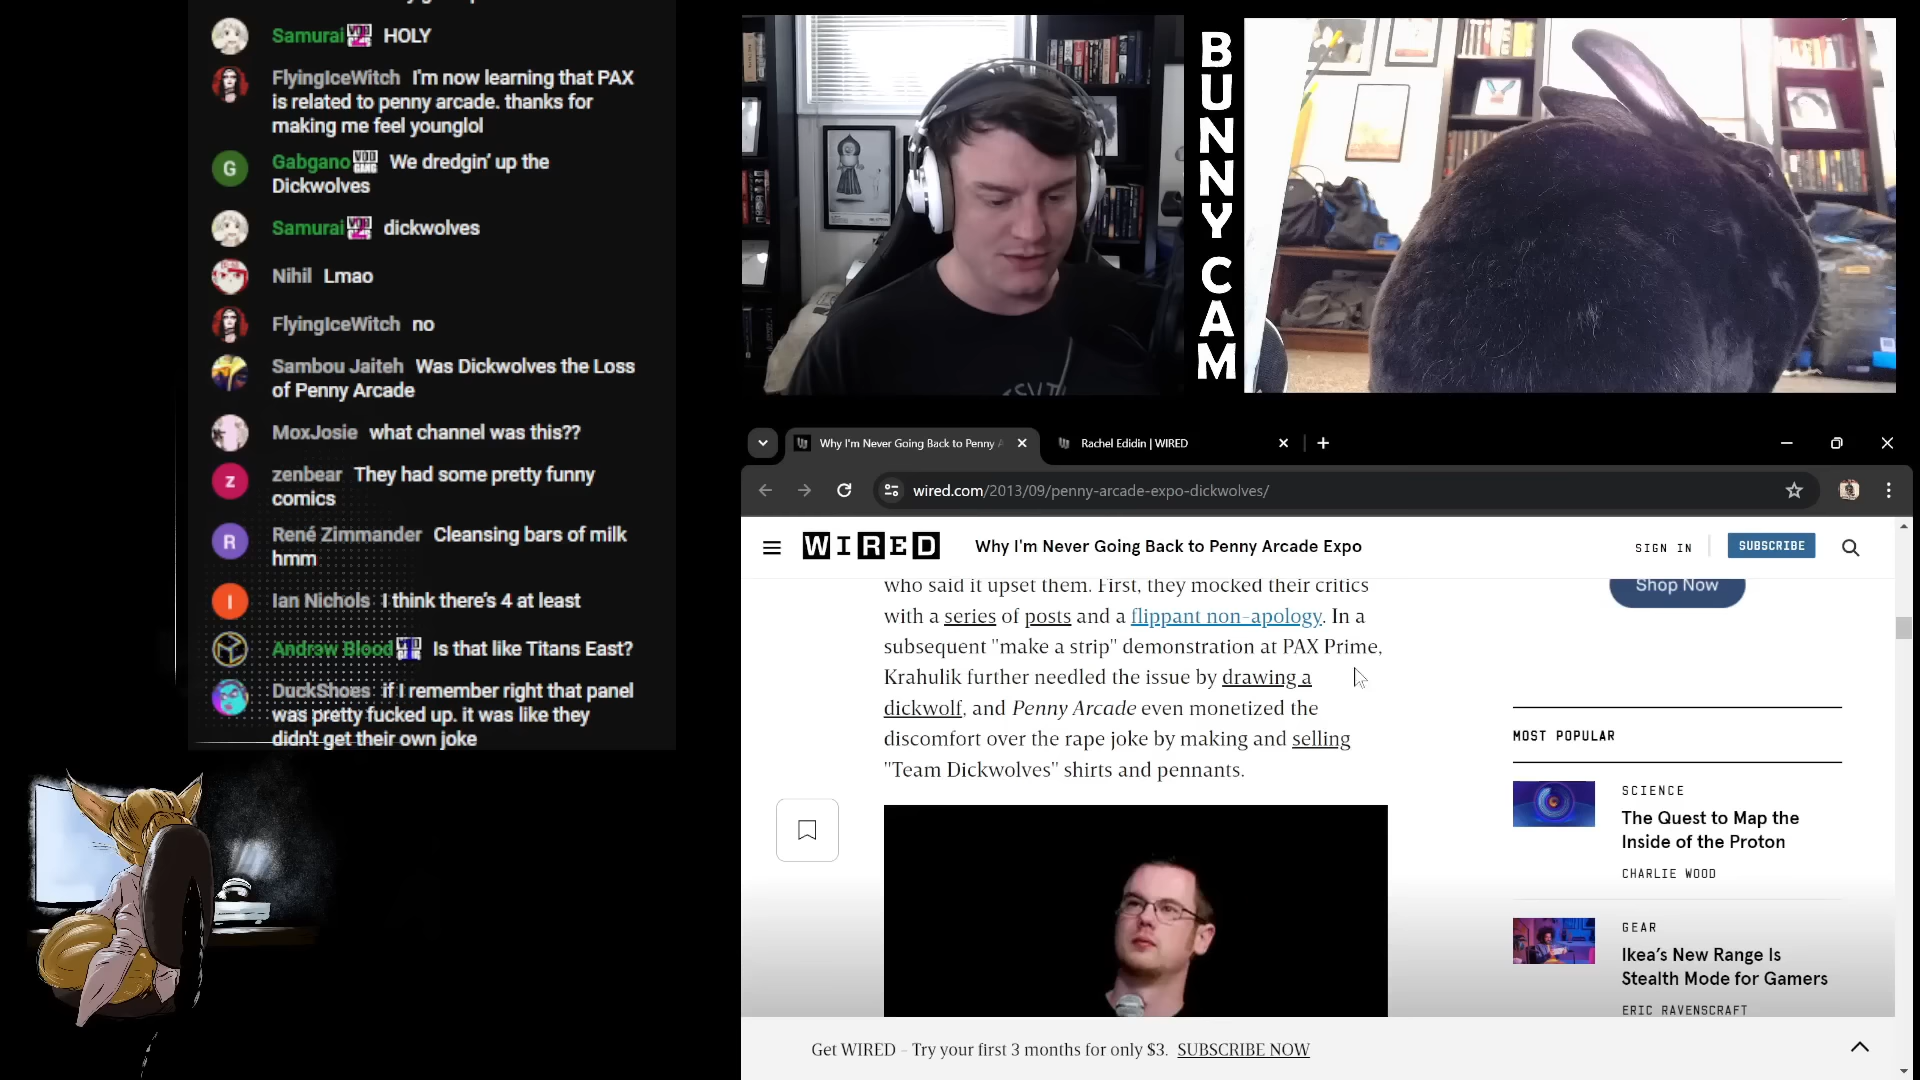 Samurai HOLY
FlyingIceWitch I'm now learning that PAX
is related to penny arcade. thanks for
making me feel younglol
G
Gabgano VOD GANG We dredgin' up the
Dickwolves
Samurai dickwolves
Nihil Lmao
FlyingIceWitch no
Sambou Jaiteh Was Dickwolves the Loss
of Penny Arcade
MoxJosie what channel was this??
z
zenbear They had some pretty funny
comics
R
René Zimmander Cleansing bars of milk
hmm
I
Ian Nichols I think there's 4 at least
Andrew Blood Is that like Titans East?
DuckShoes if I remember right that panel
was pretty fucked up. it was like they
didn't get their own joke
BUNNY CAM
Why I'm Never Going Back to Penny A
Rachel Edidin | WIRED
wired.com/2013/09/penny-arcade-expo-dickwolves/
WIRED
Why I'm Never Going Back to Penny Arcade Expo
SIGN IN
SUBSCRIBE
who said it upset them. First, they mocked their critics
with a series of posts and a flippant non-apology. In a
subsequent "make a strip" demonstration at PAX Prime,
Krahulik further needled the issue by drawing a
dickwolf, and Penny Arcade even monetized the
discomfort over the rape joke by making and selling
"Team Dickwolves" shirts and pennants.
Shop Now
MOST POPULAR
SCIENCE
The Quest to Map the
Inside of the Proton
CHARLIE WOOD
GEAR
Ikea's New Range Is
Stealth Mode for Gamers
ERIC RAVENSCRAFT
Get WIRED - Try your first 3 months for only $3. SUBSCRIBE NOW